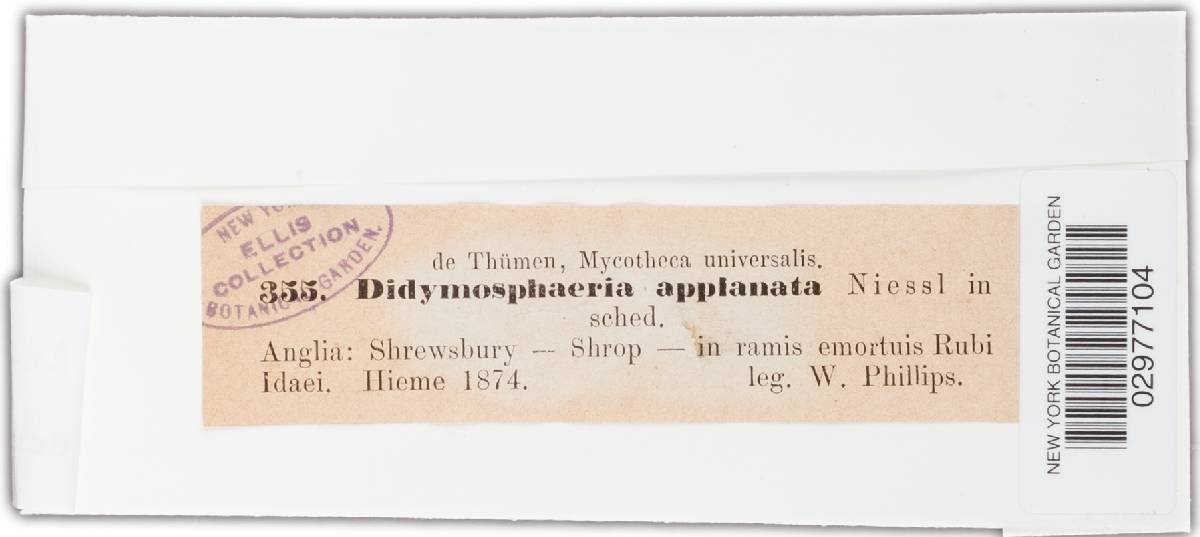 NEW YO
ELLIS
COLLECTION
BOTANICAL GARDEN.
de Thümen, Mycotheca universalis.
355. Didymosphaeria applanata Niessl in
sched.
Anglia: Shrewsbury — Shrop — in ramis emortuis Rubi
Idaei. Hieme 1874. leg. W. Phillips.
NEW YORK BOTANICAL GARDEN
02977104